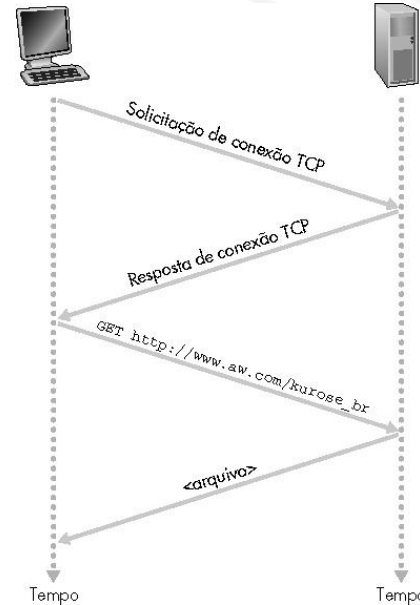 Solicitação de conexão TCP
Resposta de conexão TCP
GET http://www.aw.com/kurose_br
<arquivo>
Tempo
Tempo